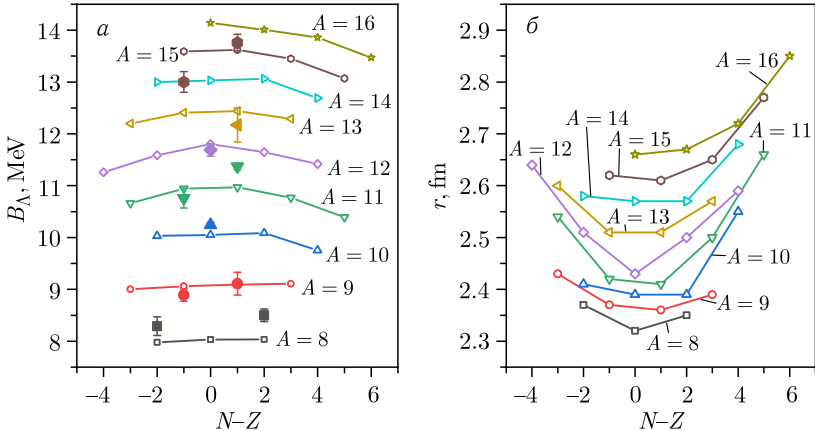 а
A = 16
A = 15
A = 14
A = 13
A = 12
A = 11
A = 10
A = 9
A = 8
14
13
12
11
10
9
8
B_Λ, MeV
−4 −2 0 2 4 6
N–Z
б
A = 16
A = 14
A = 15
A = 11
A = 12
A = 13
A = 10
A = 9
A = 8
2.9
2.8
2.7
2.6
2.5
2.4
2.3
r, fm
−4 −2 0 2 4 6
N–Z